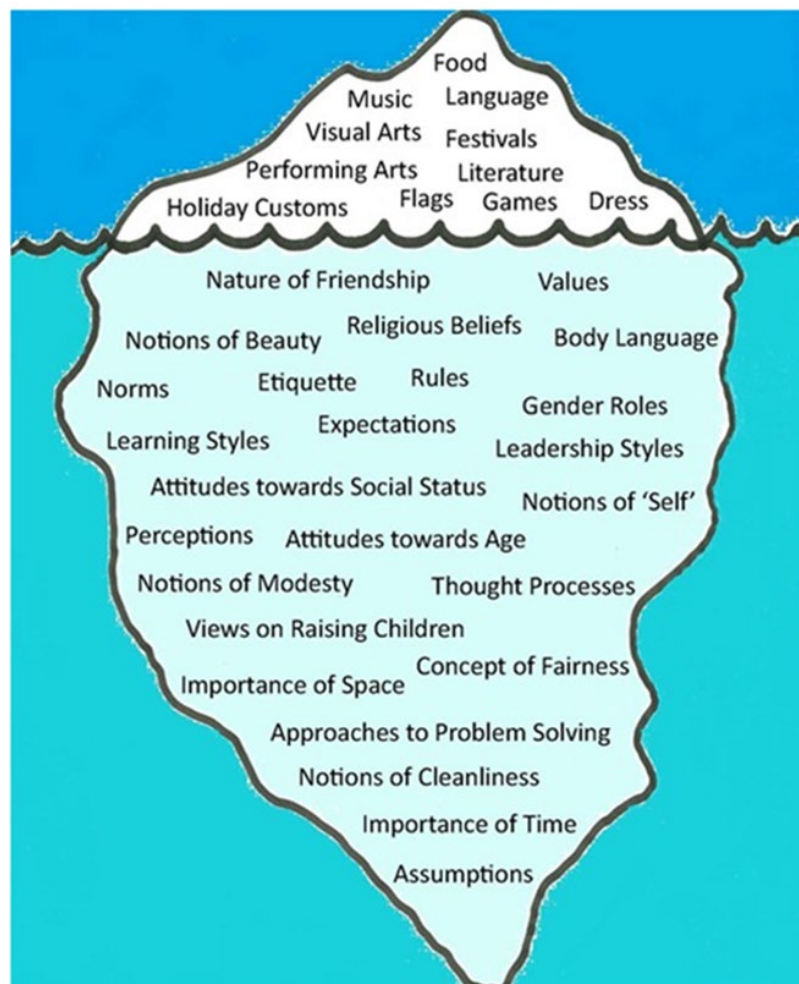 Food
Music Language
Visual Arts Festivals
Performing Arts Literature
Holiday Customs Flags Games Dress
Nature of Friendship Values
Notions of Beauty Religious Beliefs Body Language
Norms Etiquette Rules
Gender Roles
Learning Styles Expectations Leadership Styles
Attitudes towards Social Status Notions of ‘Self’
Perceptions Attitudes towards Age
Notions of Modesty Thought Processes
Views on Raising Children
Importance of Space Concept of Fairness
Approaches to Problem Solving
Notions of Cleanliness
Importance of Time
Assumptions